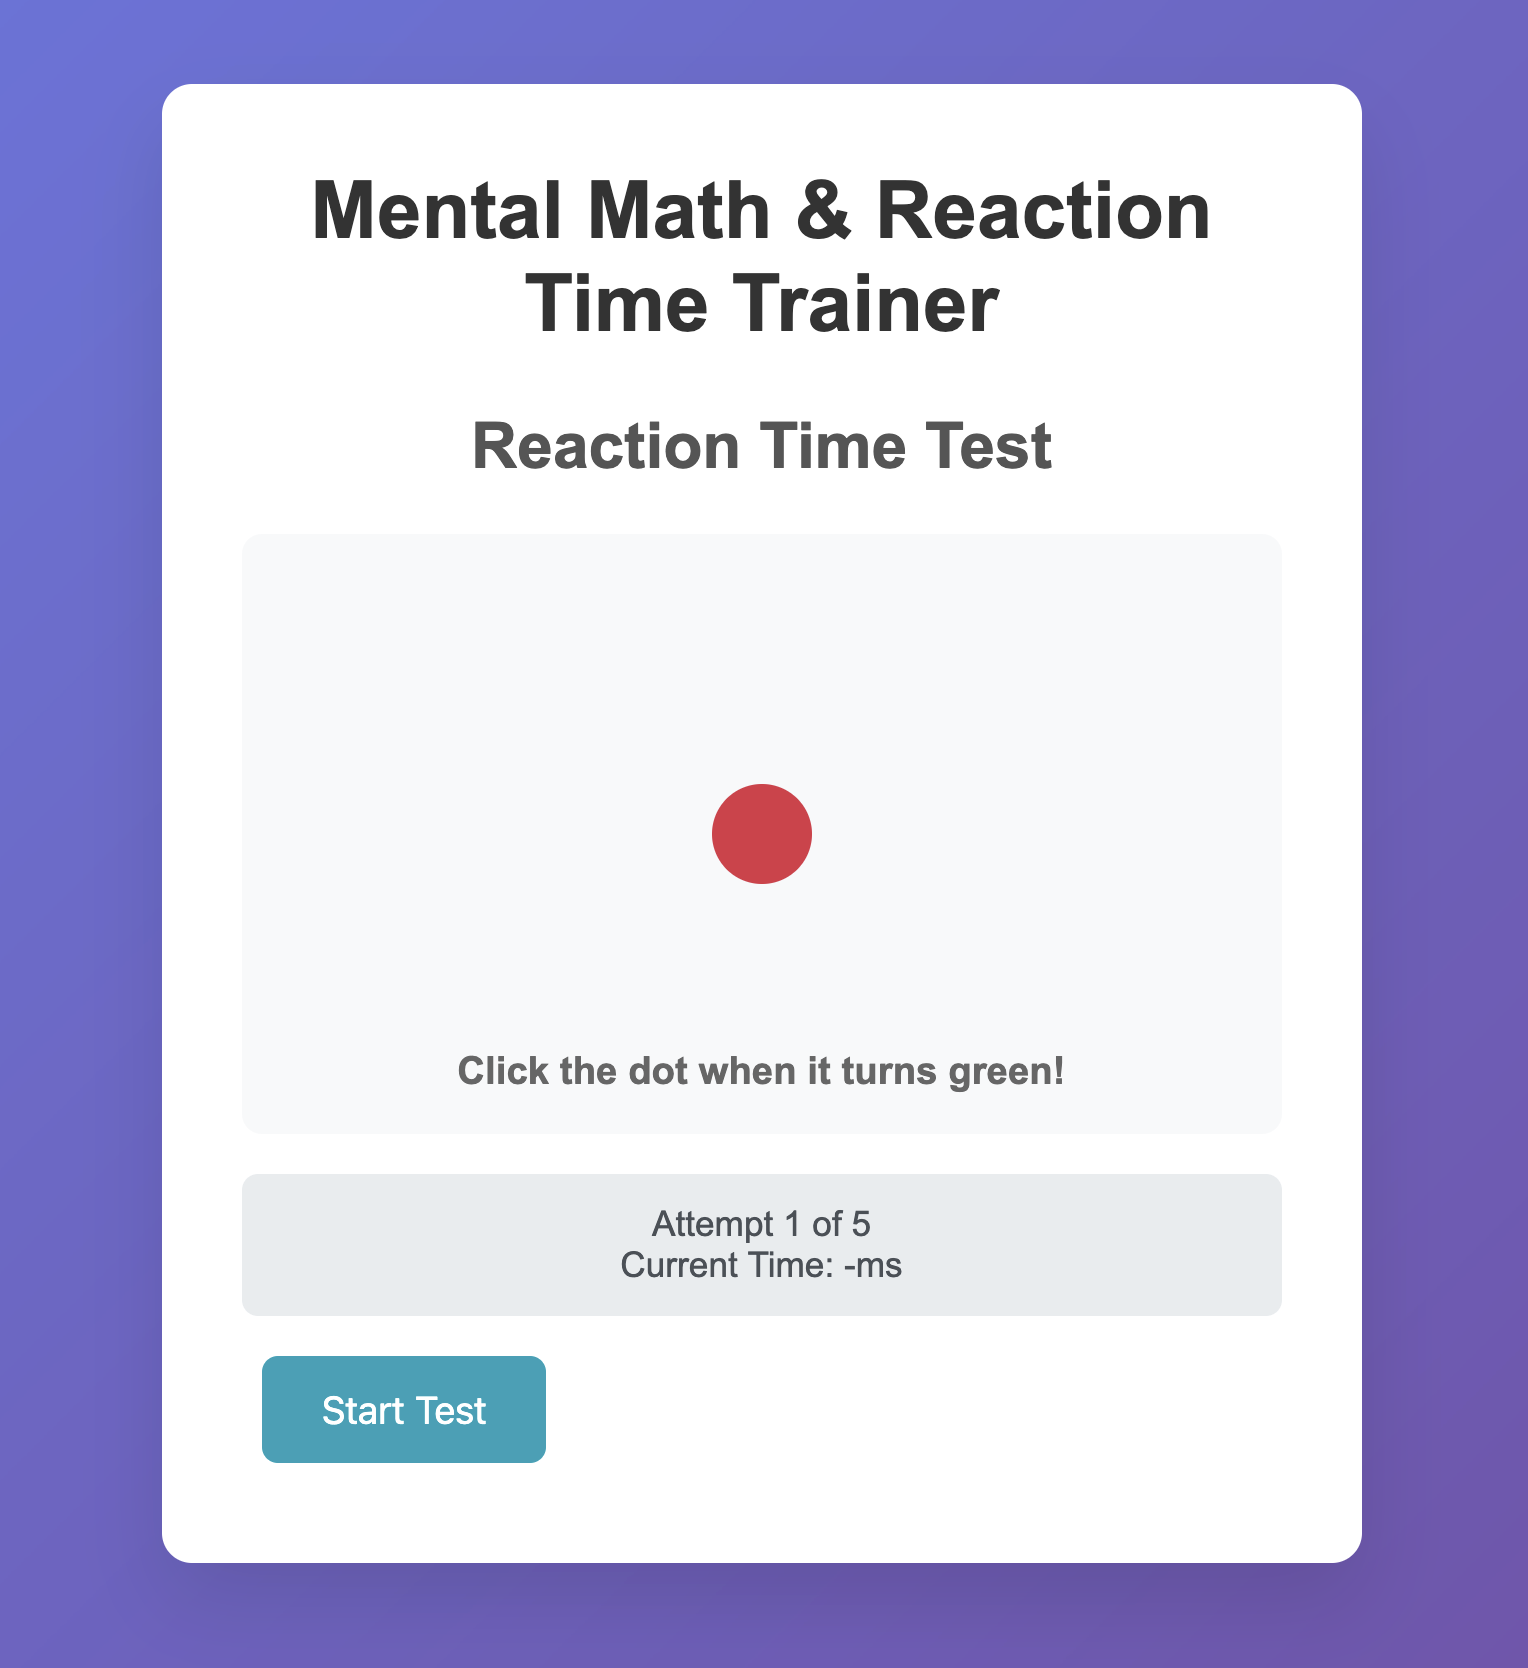 Mental Math & Reaction
Time Trainer
Reaction Time Test
Click the dot when it turns green!
Attempt 1 of 5
Current Time: -ms
Start Test